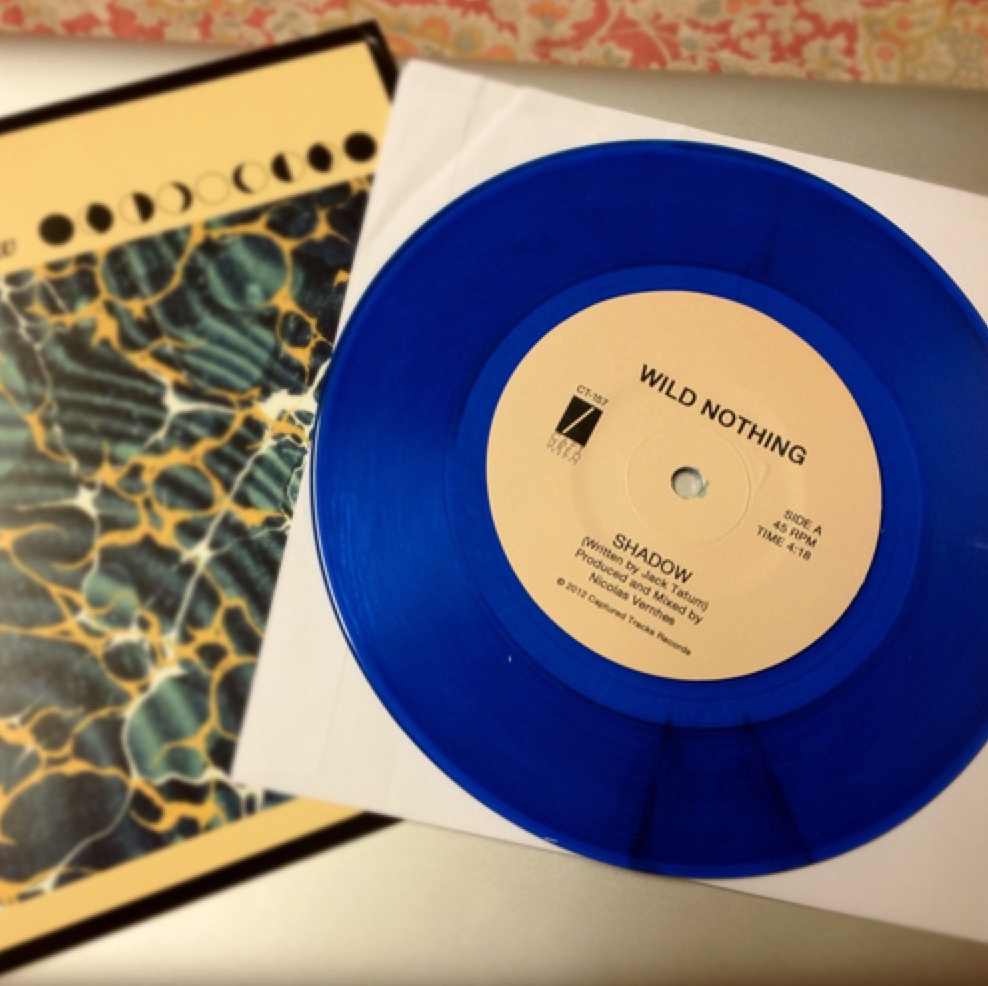 WILD NOTHING
CT-157
SIDE A
45 RPM
TIME 4:18
SHADOW
(Written by Jack Tatum)
Produced and Mixed by
Nicolas Vernhes
© 2012 Captured Tracks Records